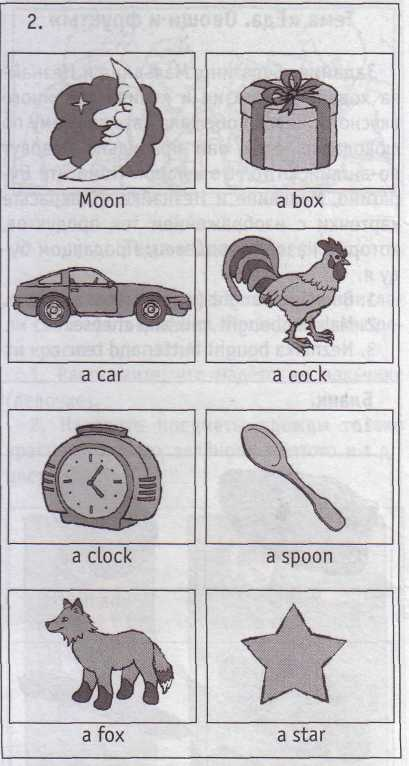 2.
Moon
a box
a car
a cock
a clock
a spoon
a fox
a star